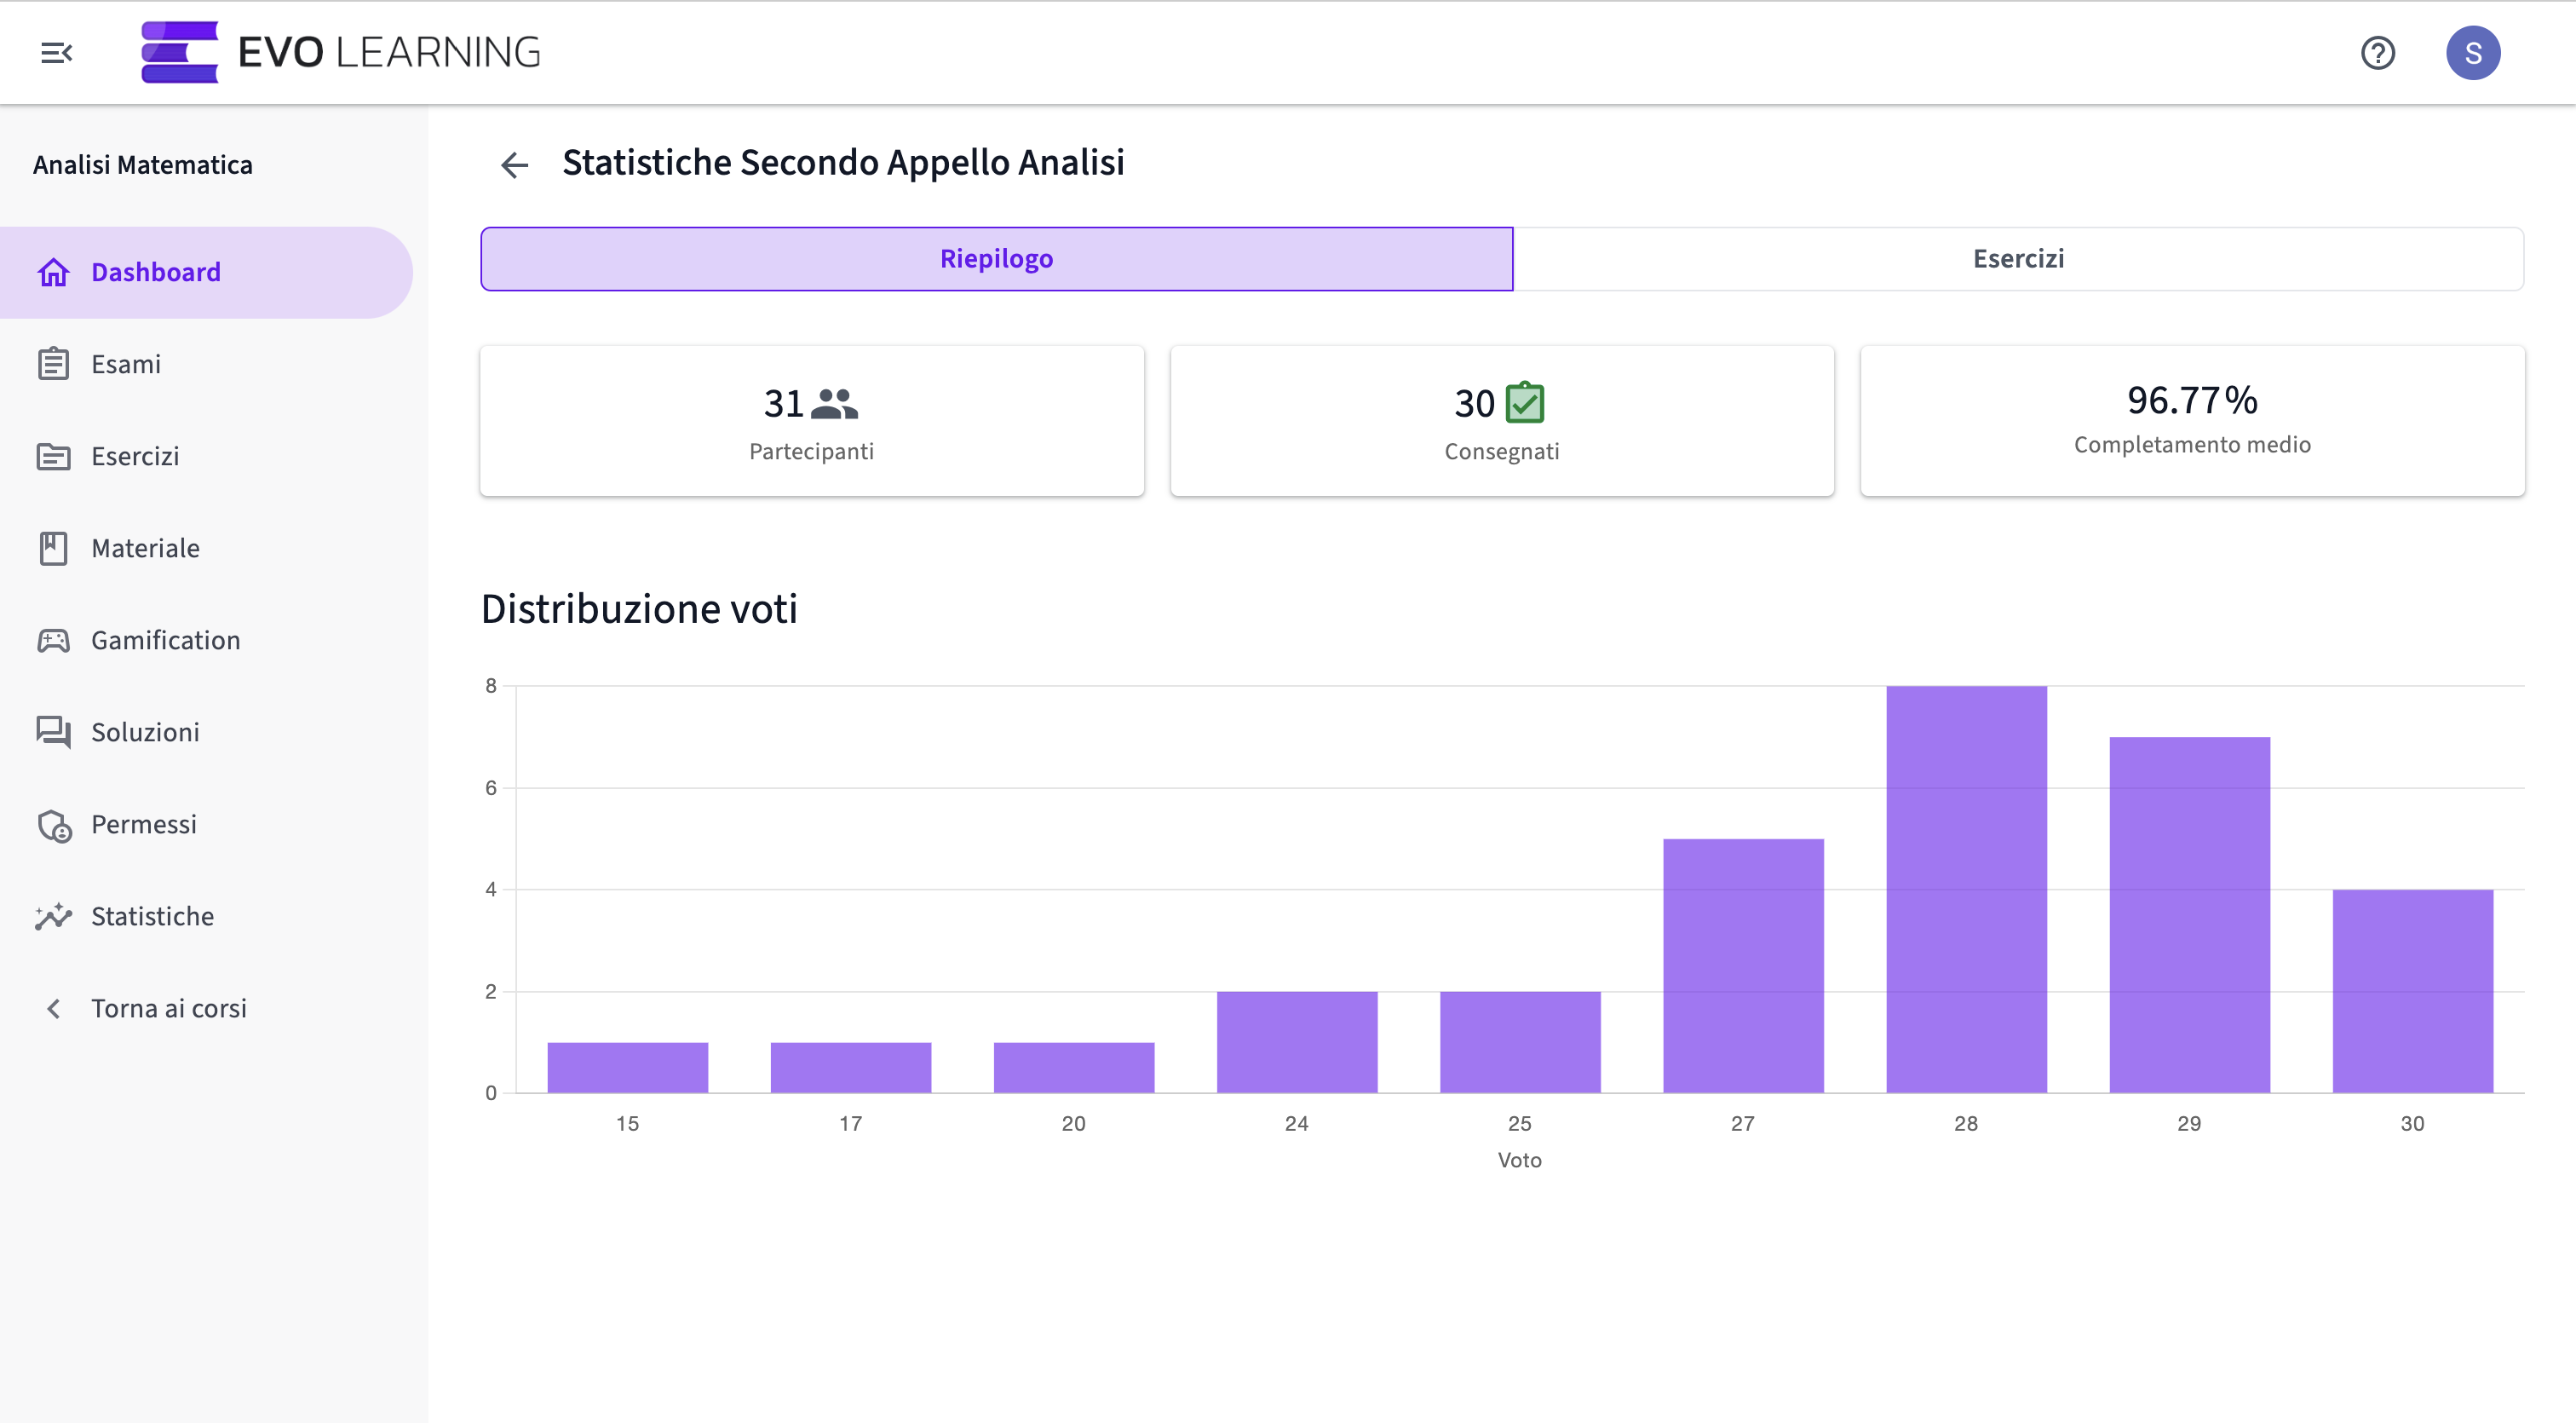 EVO LEARNING
S
Analisi Matematica
Dashboard
Esami
Esercizi
Materiale
Gamification
Soluzioni
Permessi
Statistiche
Torna ai corsi
Statistiche Secondo Appello Analisi
Riepilogo
Esercizi
31
Partecipanti
30
Consegnati
96.77%
Completamento medio
Distribuzione voti
8
6
4
2
0
15 17 20 24 25 27 28 29 30
Voto